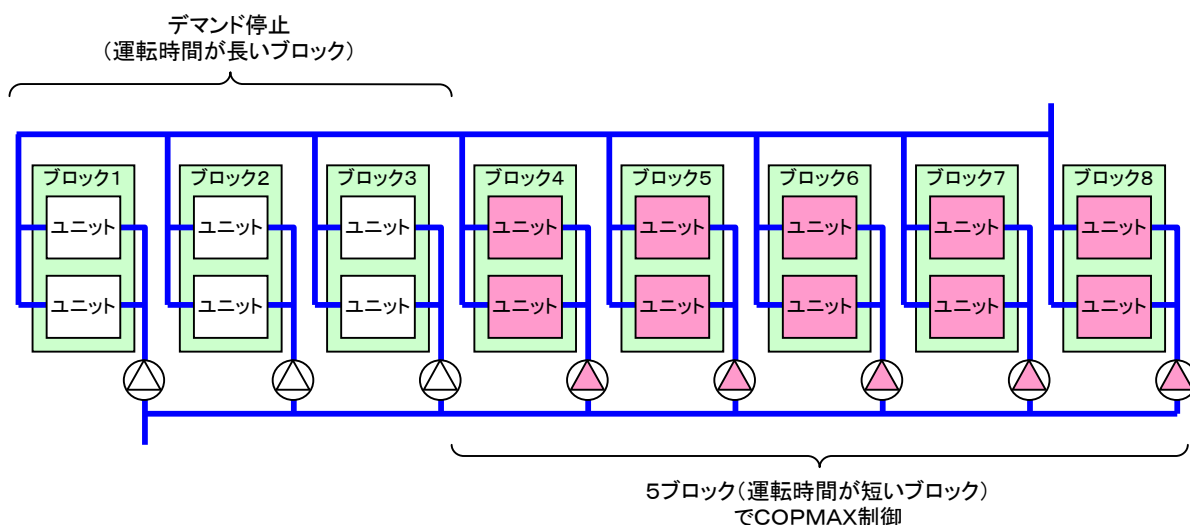 デマンド停止
（運転時間が長いブロック）
ブロック１ ブロック２ ブロック３ ブロック４ ブロック５ ブロック６ ブロック７ ブロック８
ユニット ユニット ユニット ユニット ユニット ユニット ユニット ユニット
ユニット ユニット ユニット ユニット ユニット ユニット ユニット ユニット
５ブロック（運転時間が短いブロック）
でＣＯＰＭＡＸ制御